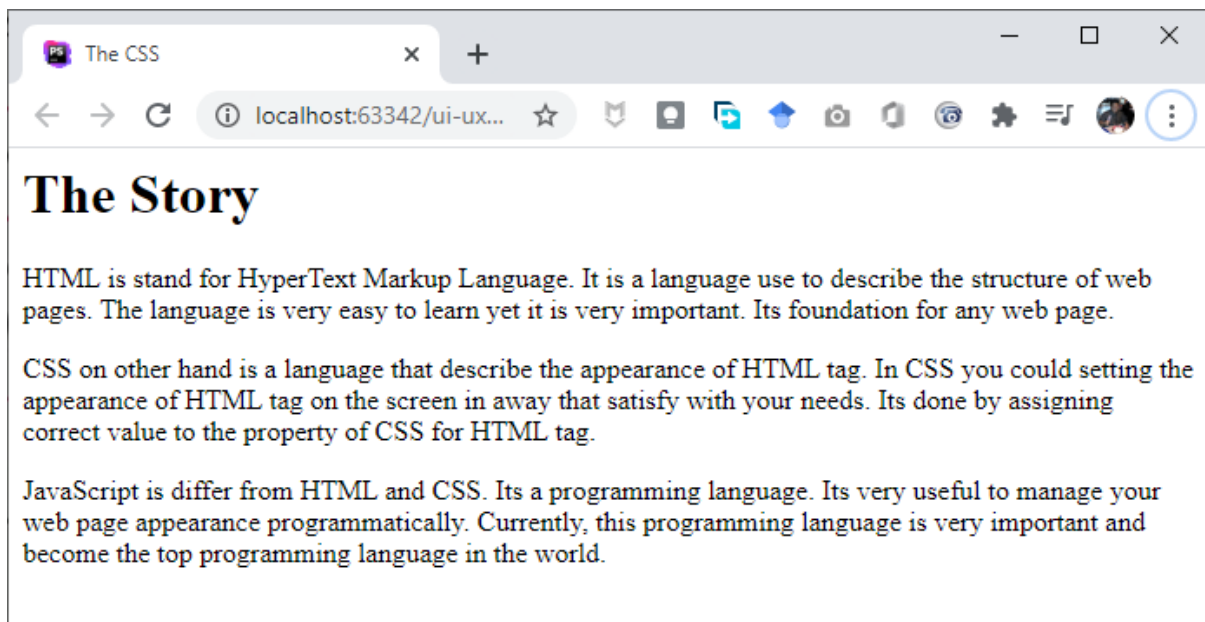 The CSS
localhost:63342/ui-ux...
The Story
HTML is stand for HyperText Markup Language. It is a language use to describe the structure of web
pages. The language is very easy to learn yet it is very important. Its foundation for any web page.
CSS on other hand is a language that describe the appearance of HTML tag. In CSS you could setting the
appearance of HTML tag on the screen in away that satisfy with your needs. Its done by assigning
correct value to the property of CSS for HTML tag.
JavaScript is differ from HTML and CSS. Its a programming language. Its very useful to manage your
web page appearance programmatically. Currently, this programming language is very important and
become the top programming language in the world.